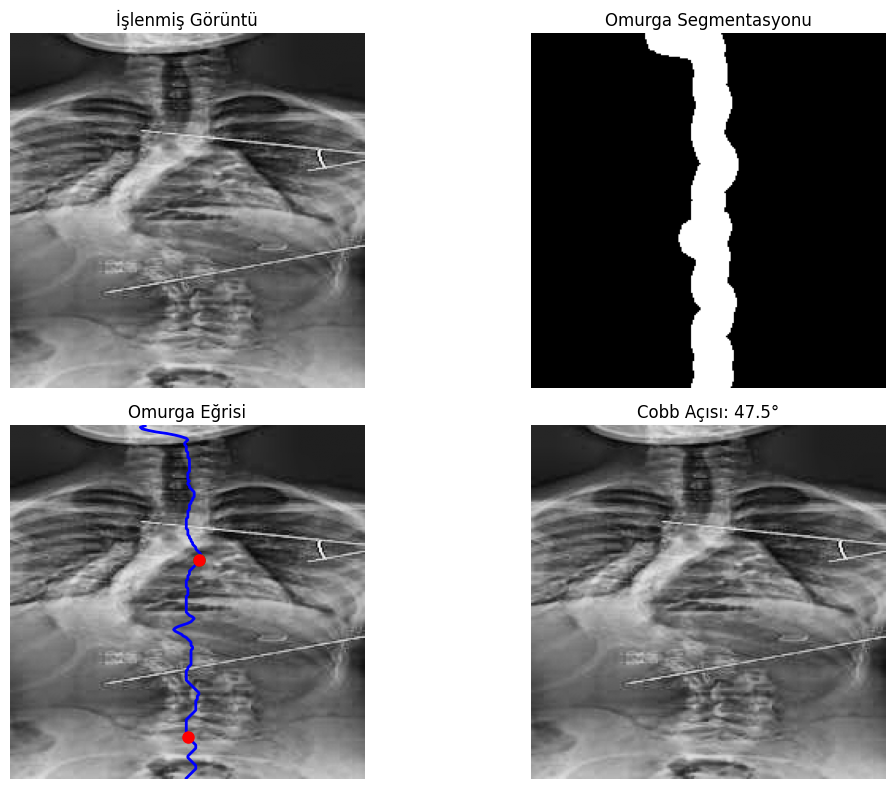 İşlenmiş Görüntü
Omurga Segmentasyonu
Omurga Eğrisi
Cobb Açısı: 47.5°